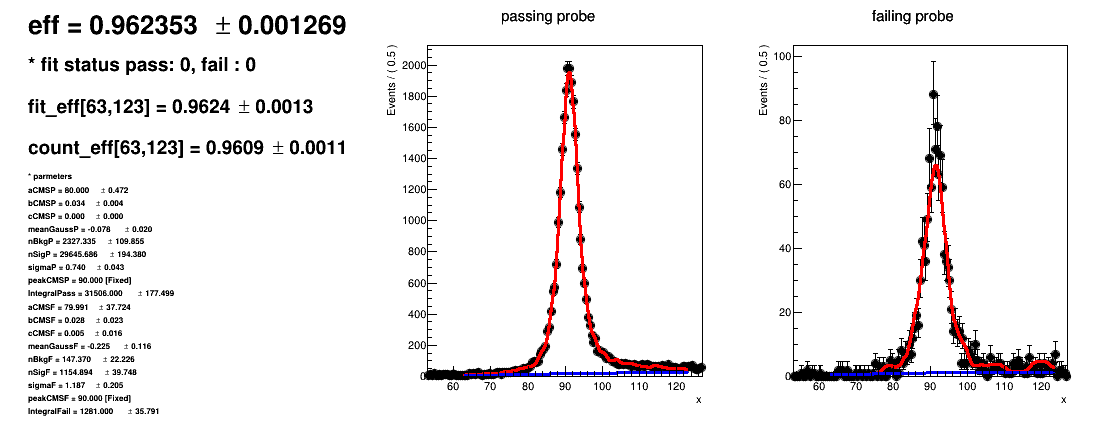 eff = 0.962353 ± 0.001269
* fit status pass: 0, fail : 0
fit_eff[63,123] = 0.9624 ± 0.0013
count_eff[63,123] = 0.9609 ± 0.0011
* parmeters
aCMSP = 80.000 ± 0.472
bCMSP = 0.034 ± 0.004
cCMSP = 0.000 ± 0.000
meanGaussP = -0.078 ± 0.020
nBkgP = 2327.335 ± 109.855
nSigP = 29645.686 ± 194.380
sigmaP = 0.740 ± 0.043
peakCMSP = 90.000 [Fixed]
IntegralPass = 31506.000 ± 177.499
aCMSF = 79.991 ± 37.724
bCMSF = 0.028 ± 0.023
cCMSF = 0.005 ± 0.016
meanGaussF = -0.225 ± 0.116
nBkgF = 147.370 ± 22.226
nSigF = 1154.894 ± 39.748
sigmaF = 1.187 ± 0.205
peakCMSF = 90.000 [Fixed]
IntegralFail = 1281.000 ± 35.791
passing probe
Events / ( 0.5 )
2000
1800
1600
1400
1200
1000
800
600
400
200
0
60 70 80 90 100 110 120
x
failing probe
Events / ( 0.5 )
100
80
60
40
20
0
60 70 80 90 100 110 120
x